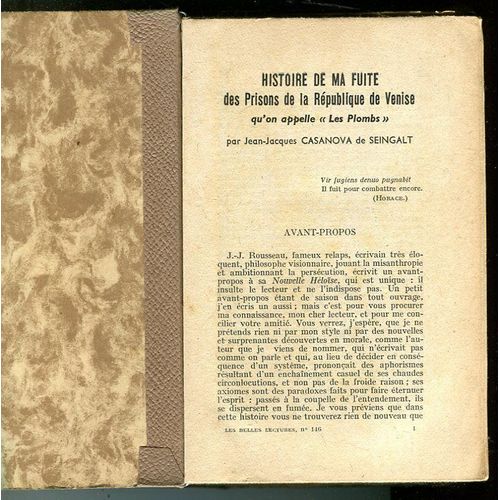 HISTOIRE DE MA FUITE
des Prisons de la République de Venise
qu'on appelle « Les Plombs »
par Jean-Jacques CASANOVA de SEINGALT
Vir fugiens denuo pugnabit
Il fuit pour combattre encore.
(HORACE.)
AVANT-PROPOS
J.-J. Rousseau, fameux relaps, écrivain très élo-
quent, philosophe visionnaire, jouant la misanthropie
et ambitionnant la persécution, écrivit un avant-
propos à sa Nouvelle Héloïse, qui est unique : il
insulte le lecteur et ne l'indispose pas. Un petit
avant-propos étant de saison dans tout ouvrage,
j'en écris un aussi ; mais c'est pour vous procurer
ma connaissance, mon cher lecteur, et pour me con-
cilier votre amitié. Vous verrez, j'espère, que je ne
prétends rien ni par mon style ni par des nouvelles
et surprenantes découvertes en morale, comme l'au-
teur que je viens de nommer, qui n'écrivait pas
comme on parle et qui, au lieu de décider en consé-
quence d'un système, prononçait des aphorismes
résultant d'un enchaînement casuel de ses chaudes
circonlocutions, et non pas de la froide raison ; ses
axiomes sont des paradoxes faits pour faire éternuer
l'esprit : passés à la coupelle de l'entendement, ils
se dispersent en fumée. Je vous préviens que dans
cette histoire vous ne trouverez rien de nouveau que
LES BELLES LECTURES, N° 146 1